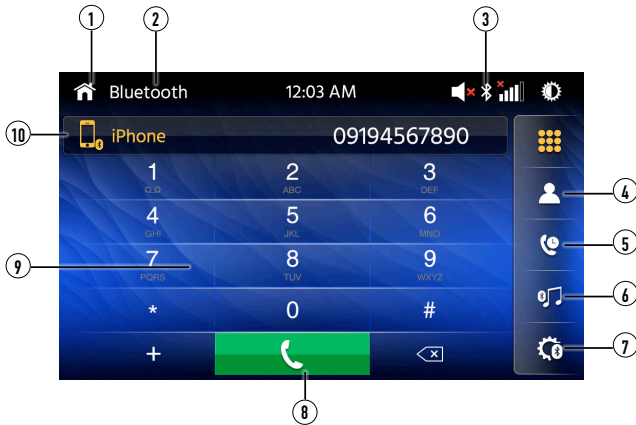 1 2 3
Bluetooth 12:03 AM
10 iPhone 09194567890
1 2 3
ABC DEF
4
4 5 6
GHI JKL MNO
5
7 8 9
PQRS TUV WXYZ
9
6
* 0 #
+
7
8